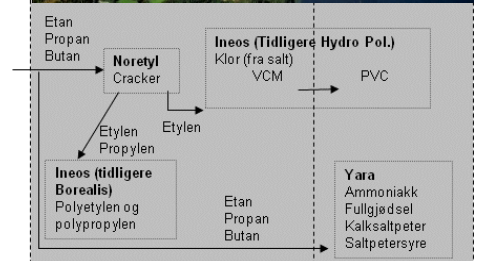 Etan
Propan
Butan
Noretyl
Cracker
Ineos (Tidligere Hydro Pol.)
Klor (fra salt)
VCM PVC
Etylen
Etylen
Propylen
Ineos (tidligere
Borealis)
Polyetylen og
polypropylen
Etan
Propan
Butan
Yara
Ammoniakk
Fullgjødsel
Kalksaltpeter
Saltpetersyre